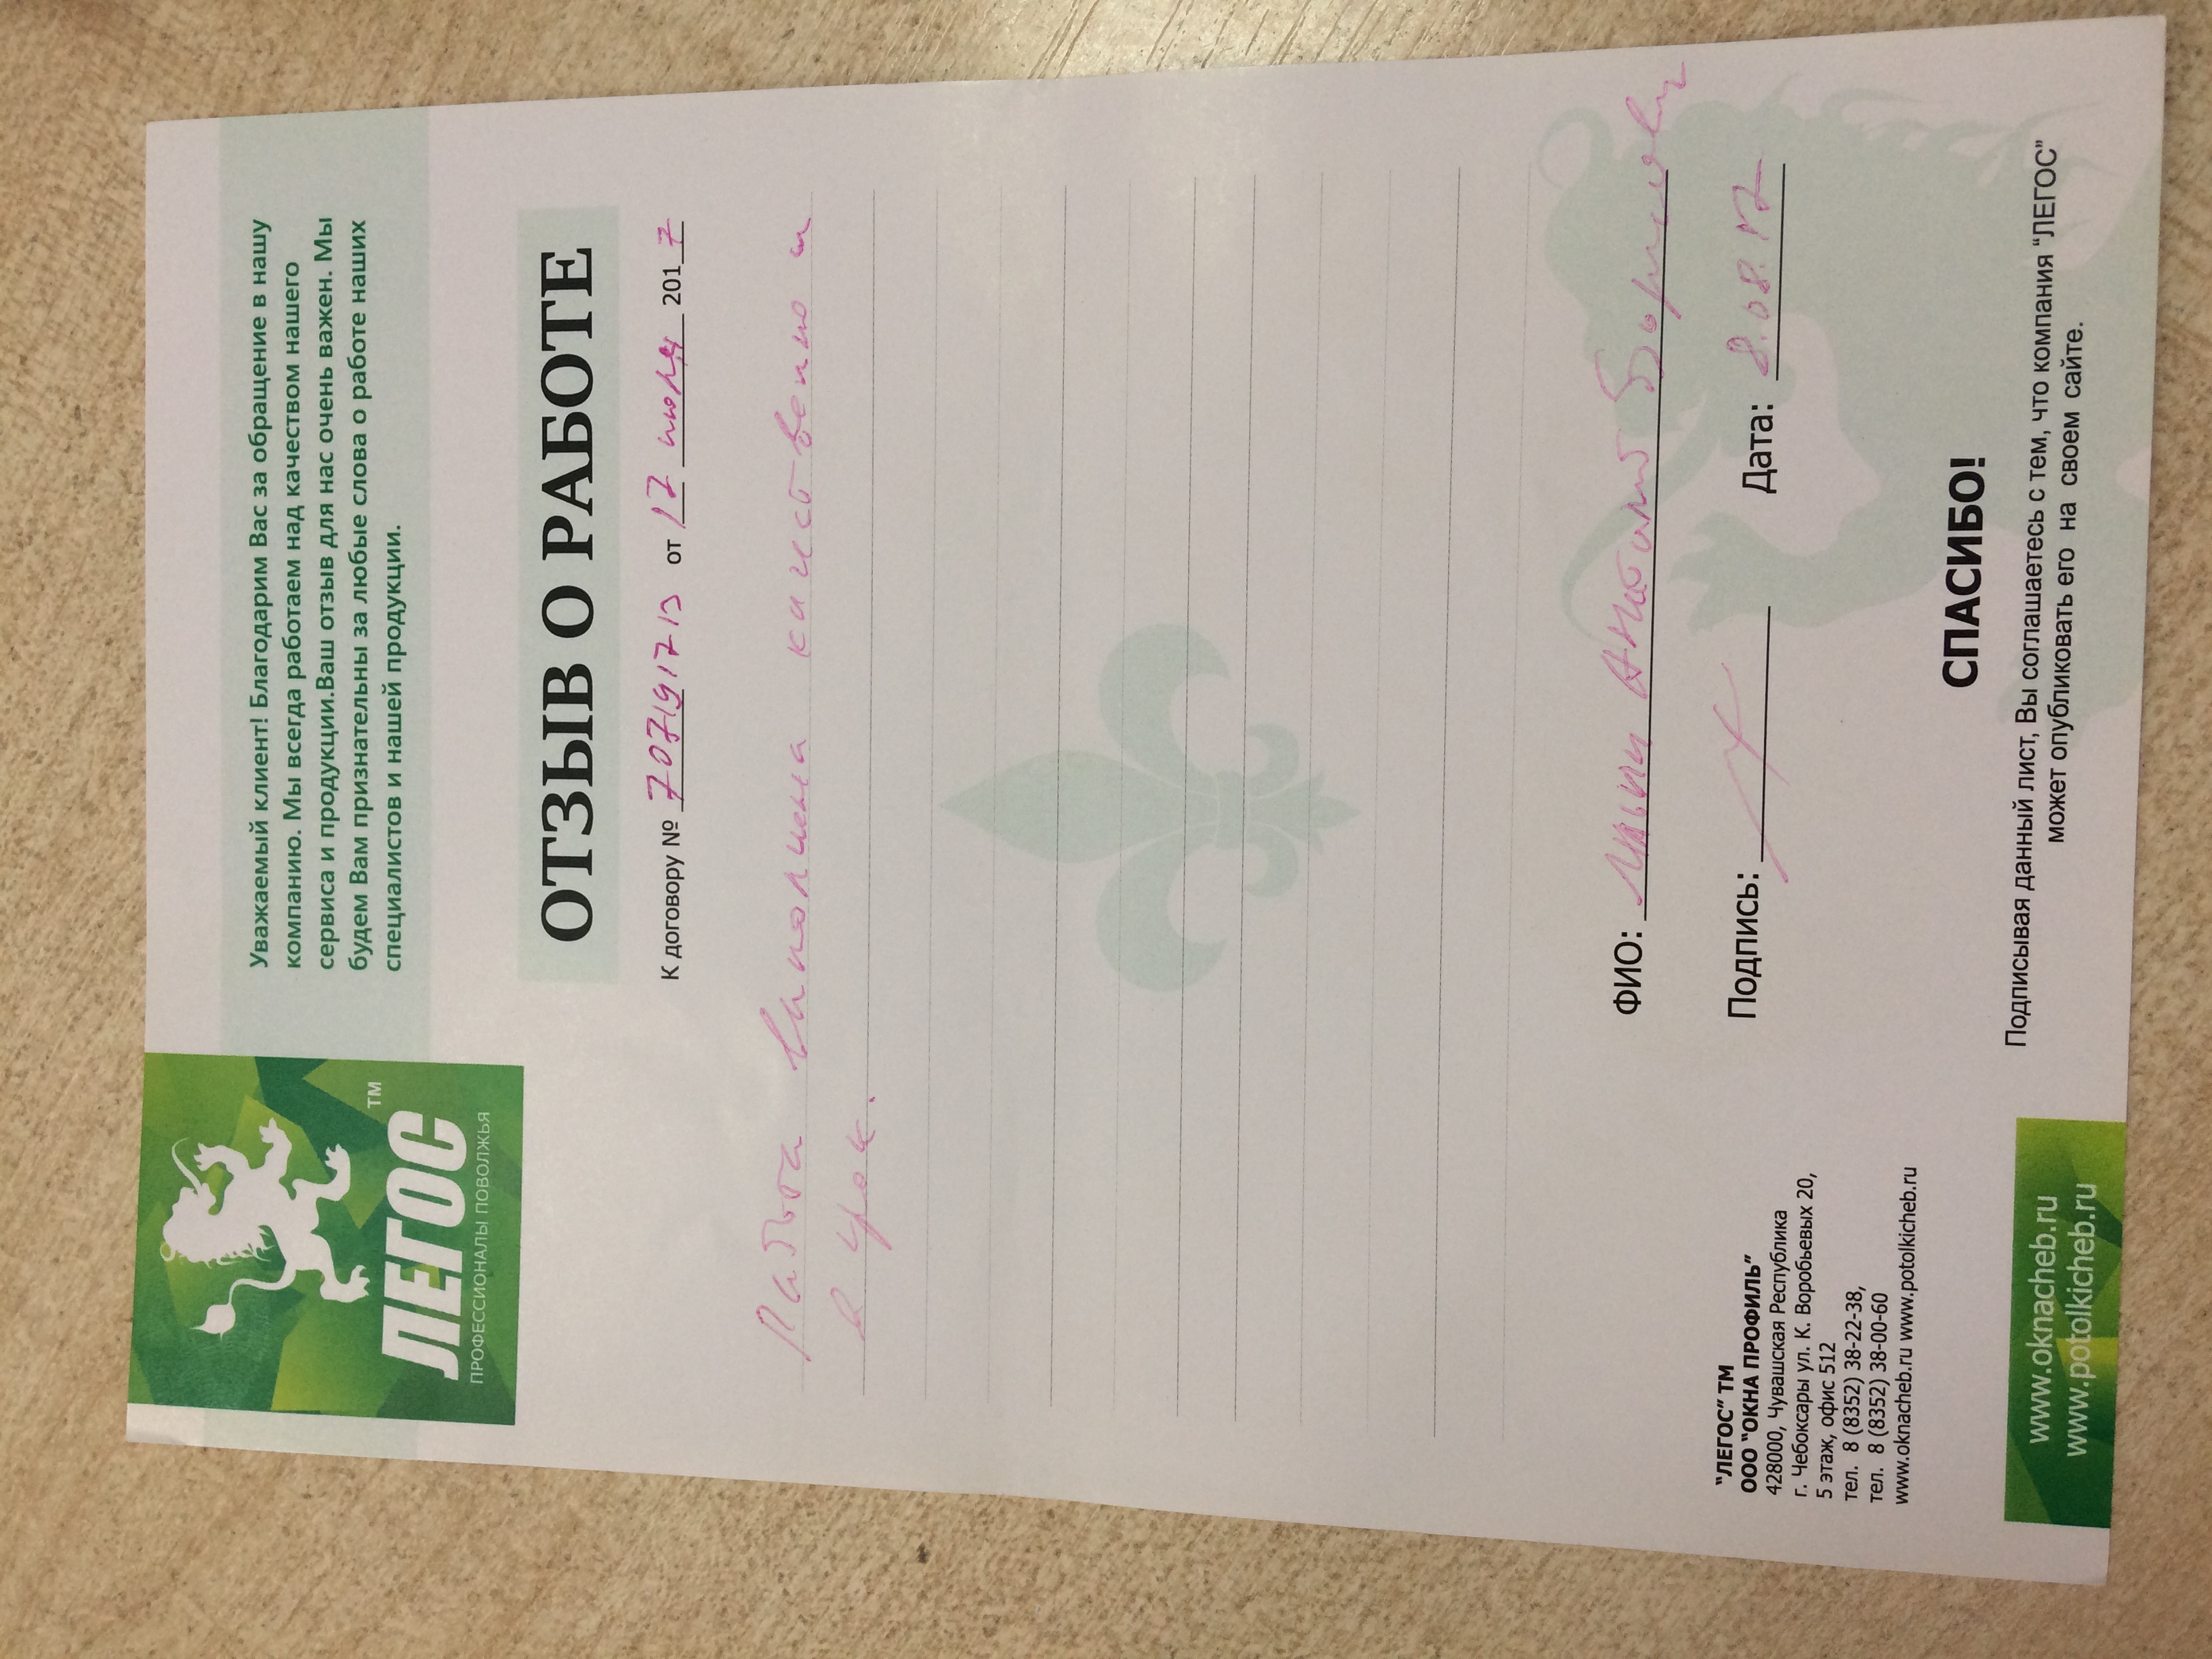 ЛЕГОС ТМ
ПРОФЕССИОНАЛЫ ПОВОЛЖЬЯ
Уважаемый клиент! Благодарим Вас за обращение в нашу
компанию. Мы всегда работаем над качеством нашего
сервиса и продукции.Ваш отзыв для нас очень важен. Мы
будем Вам признательны за любые слова о работе наших
специалистов и нашей продукции.
ОТЗЫВ О РАБОТЕ
К договору № от 17 июля 2017
Работа выполнена качественно и
в срок.
ФИО: Ильин Анатолий Борисович
Подпись: Дата: 8.08.17
"ЛЕГОС" ТМ
ООО "ОКНА ПРОФИЛЬ"
428000, Чувашская Республика
г. Чебоксары ул. К. Воробьевых 20,
5 этаж, офис 512
тел. 8 (8352) 38-22-38,
тел. 8 (8352) 38-00-60
www.oknacheb.ru www.potolkicheb.ru
СПАСИБО!
Подписывая данный лист, Вы соглашаетесь с тем, что компания "ЛЕГОС"
может опубликовать его на своем сайте.
www.oknacheb.ru
www.potolkicheb.ru